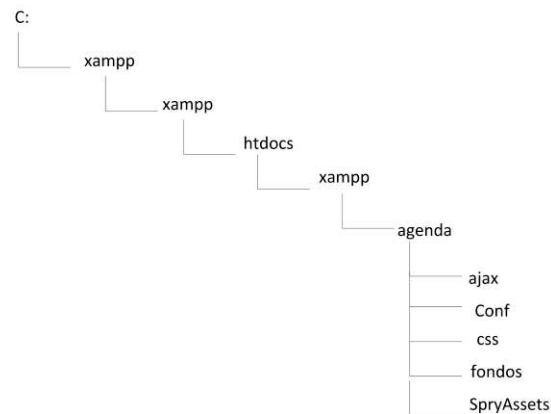 C:
xampp
xampp
htdocs
xampp
agenda
ajax
Conf
css
fondos
SpryAssets